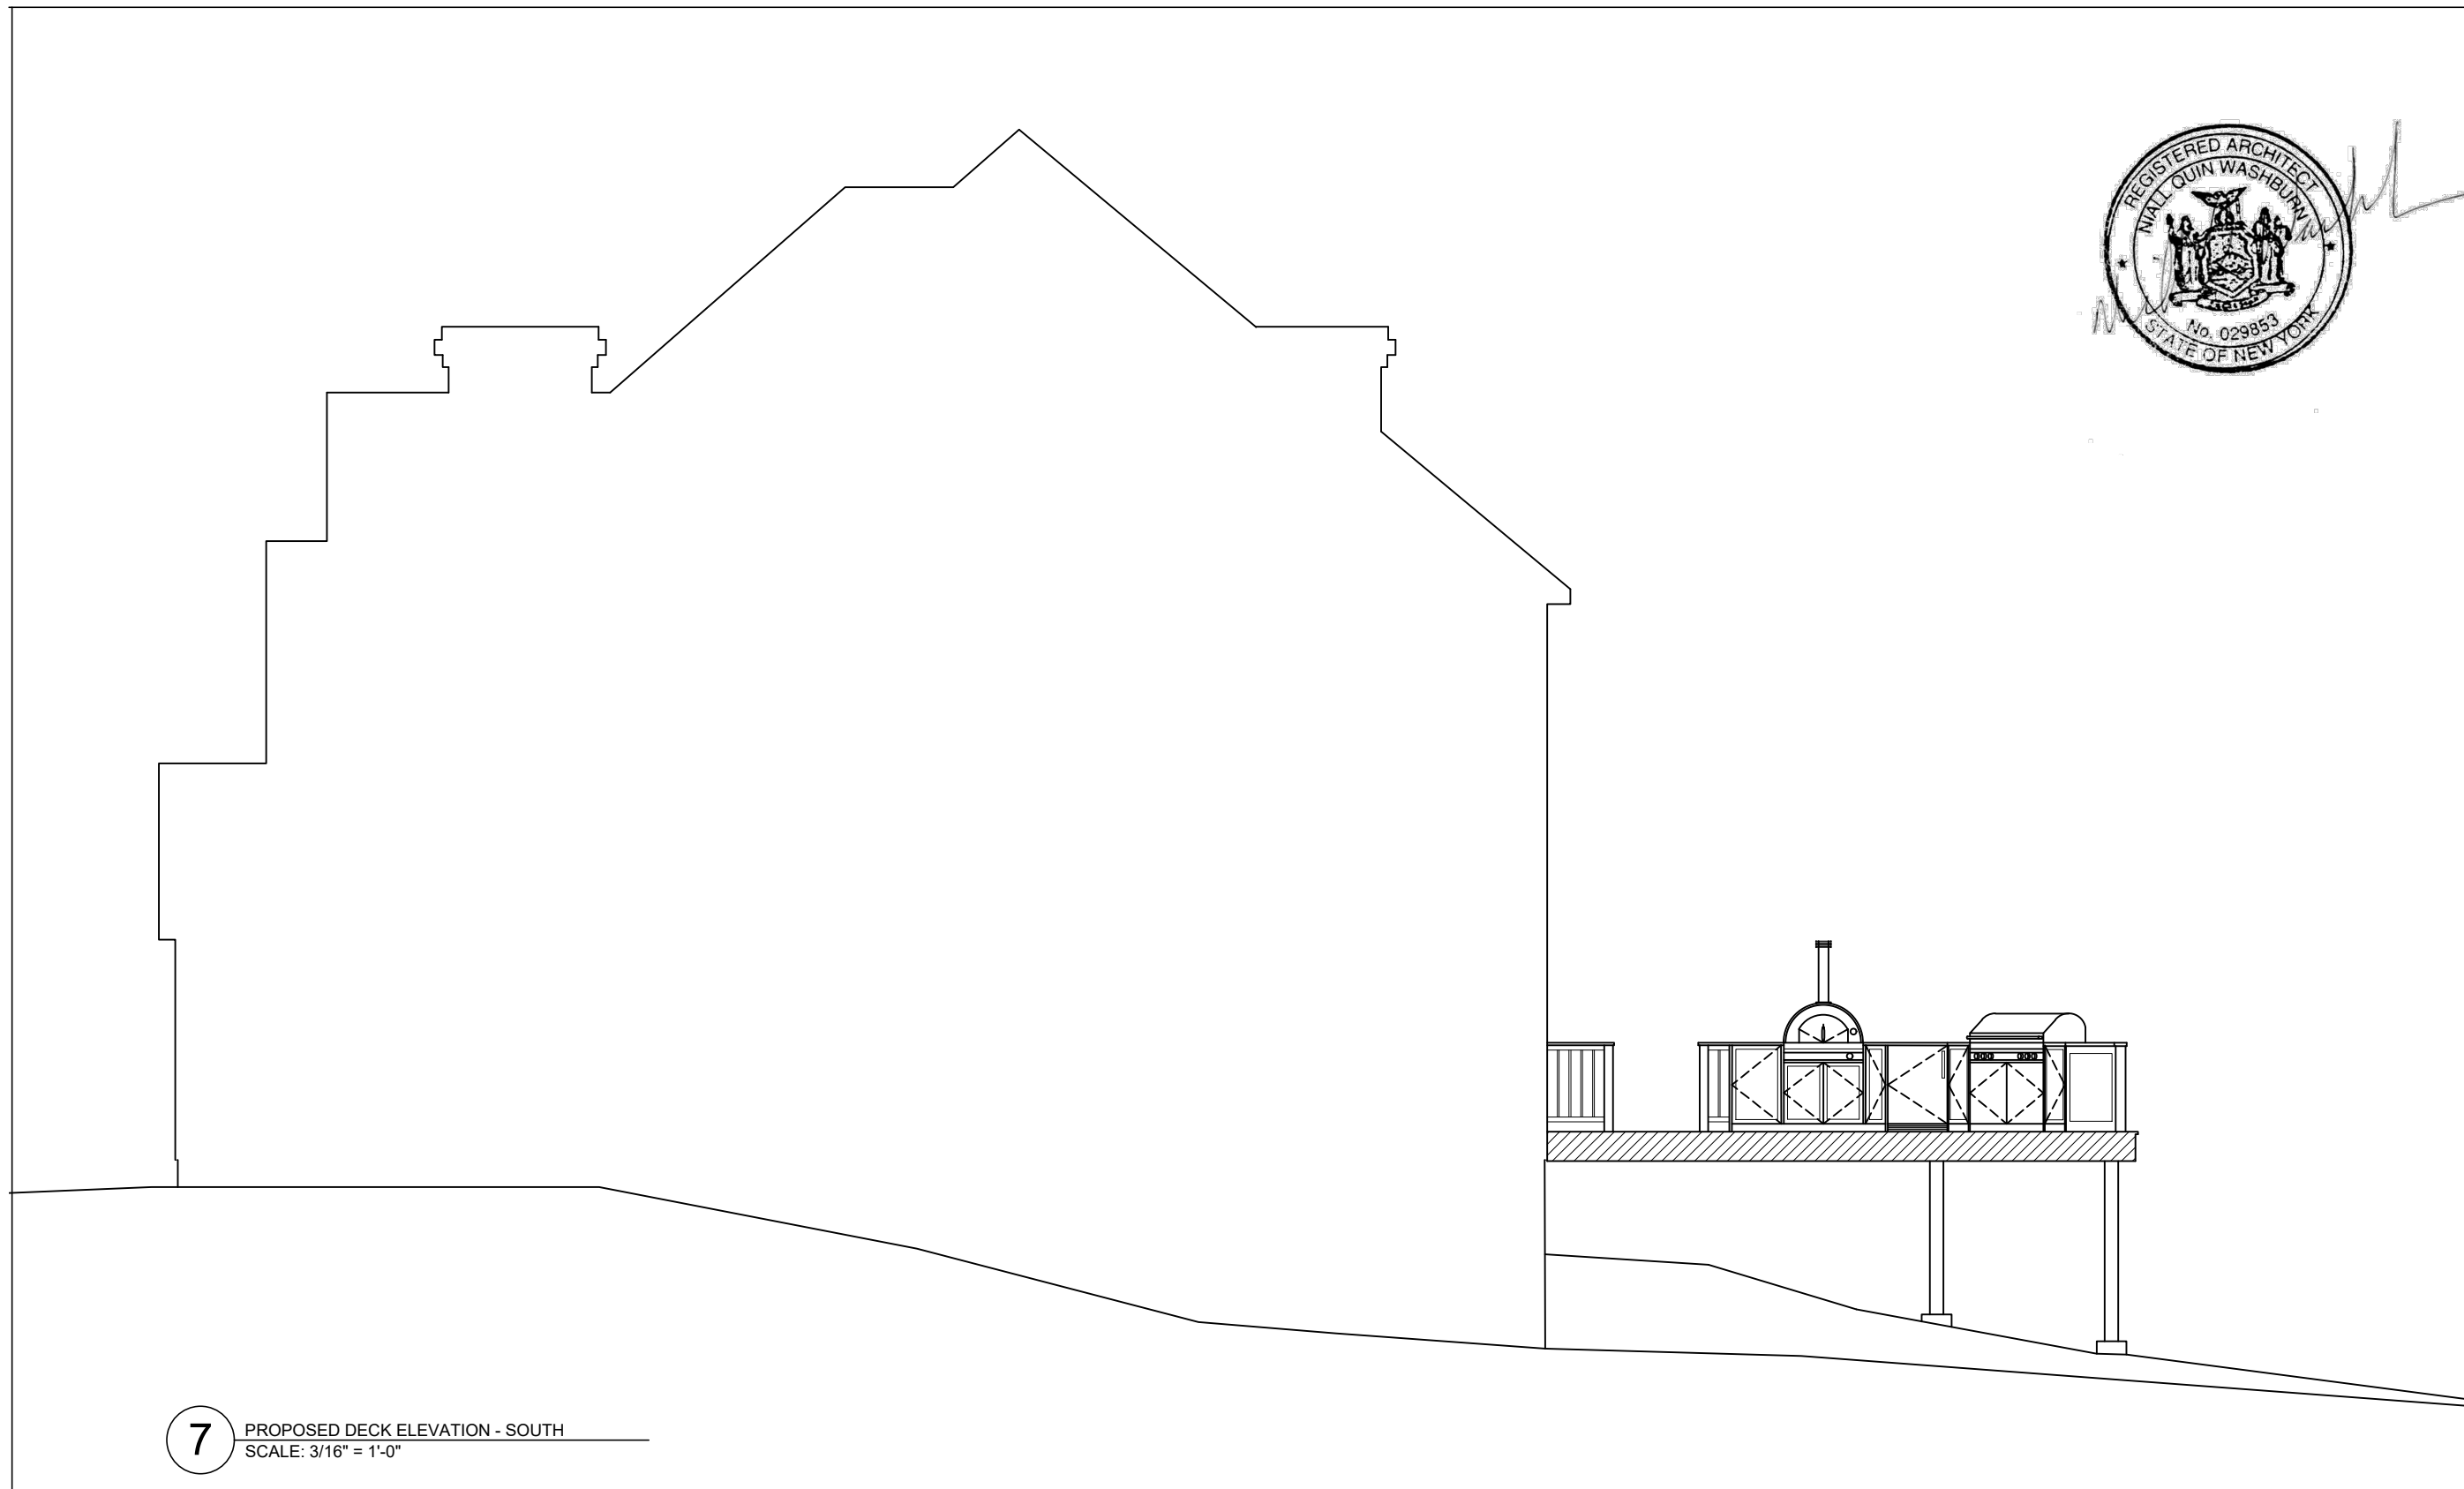 REGISTERED ARCHITECT
NIALL QUIN WASHBURN
No. 029853
STATE OF NEW YORK
7
PROPOSED DECK ELEVATION - SOUTH
SCALE: 3/16" = 1'-0"